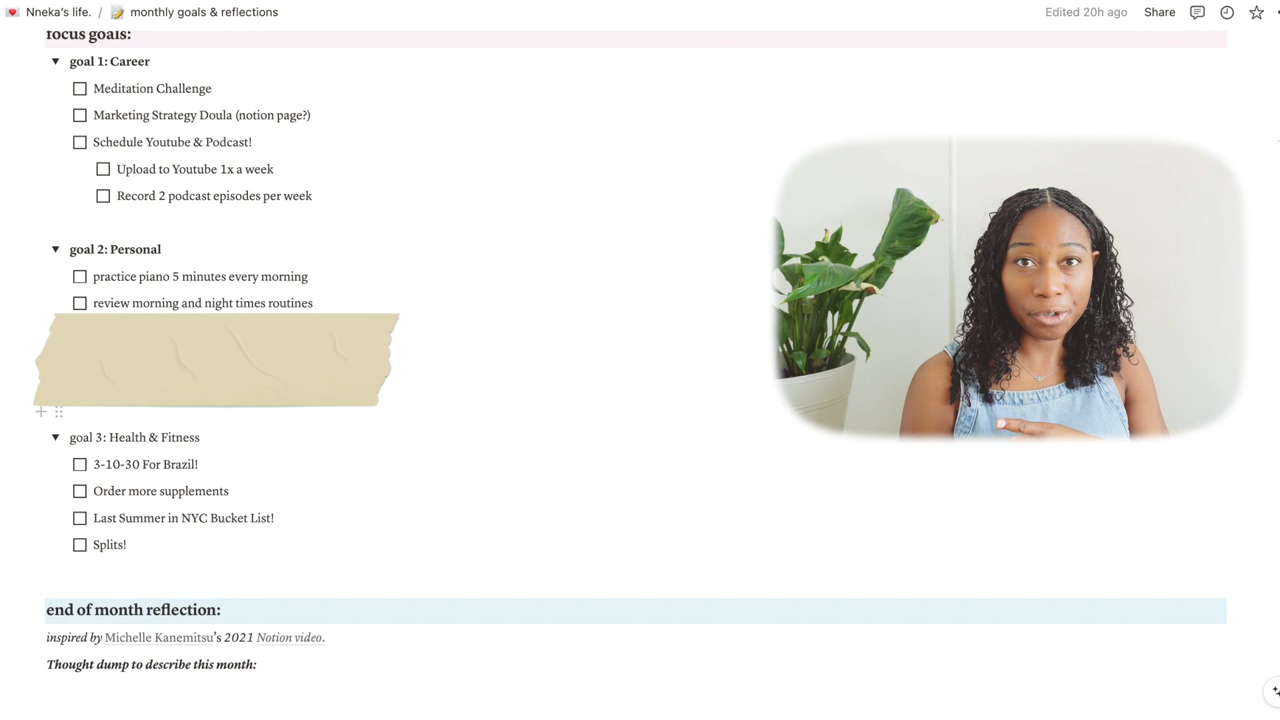 Nneka's life. / monthly goals & reflections
Edited 20h ago Share
focus goals:
goal 1: Career
Meditation Challenge
Marketing Strategy Doula (notion page?)
Schedule Youtube & Podcast!
Upload to Youtube 1x a week
Record 2 podcast episodes per week
goal 2: Personal
practice piano 5 minutes every morning
review morning and night times routines
goal 3: Health & Fitness
3-10-30 For Brazil!
Order more supplements
Last Summer in NYC Bucket List!
Splits!
end of month reflection:
inspired by Michelle Kanemitsu's 2021 Notion video.
Thought dump to describe this month: